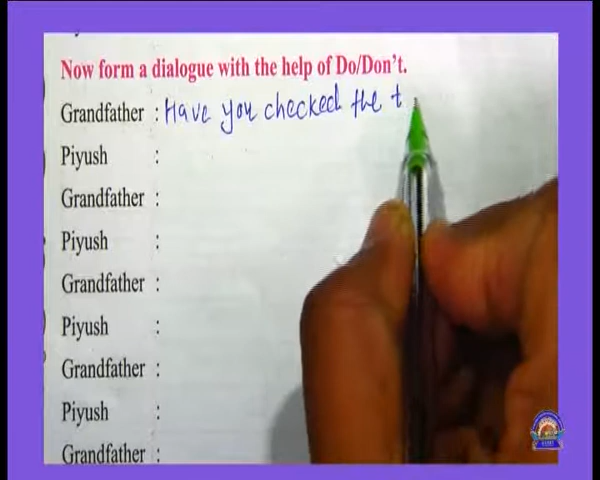 Now form a dialogue with the help of Do/Don't.
Grandfather : Have you checked the t
Piyush :
Grandfather :
Piyush :
Grandfather :
Piyush :
Grandfather :
Piyush :
Grandfather :